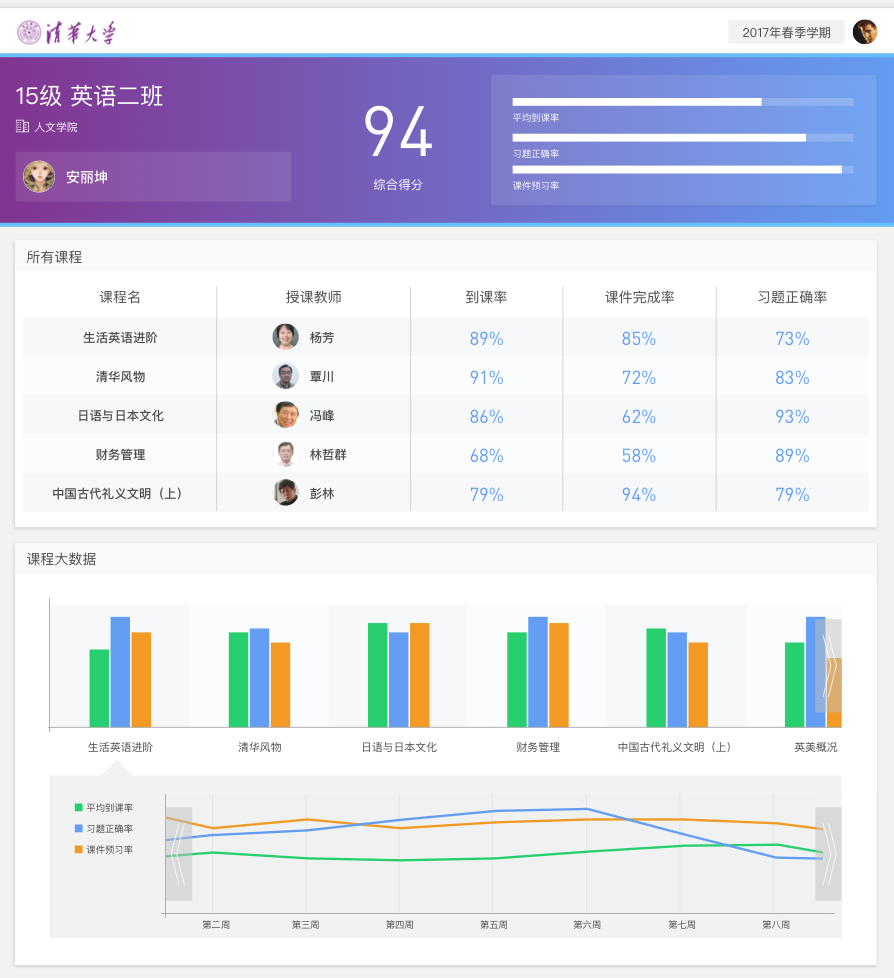 清华大学
2017年春季学期
15级 英语二班
人文学院
安丽坤
94
综合得分
平均到课率
习题正确率
课件预习率
所有课程
课程名 授课教师 到课率 课件完成率 习题正确率
生活英语进阶 杨芳 89% 85% 73%
清华风物 覃川 91% 72% 83%
日语与日本文化 冯峰 86% 62% 93%
财务管理 林哲群 68% 58% 89%
中国古代礼义文明（上） 彭林 79% 94% 79%
课程大数据
生活英语进阶 清华风物 日语与日本文化 财务管理 中国古代礼义文明（上） 英美概况
平均到课率
习题正确率
课件预习率
第二周 第三周 第四周 第五周 第六周 第七周 第八周